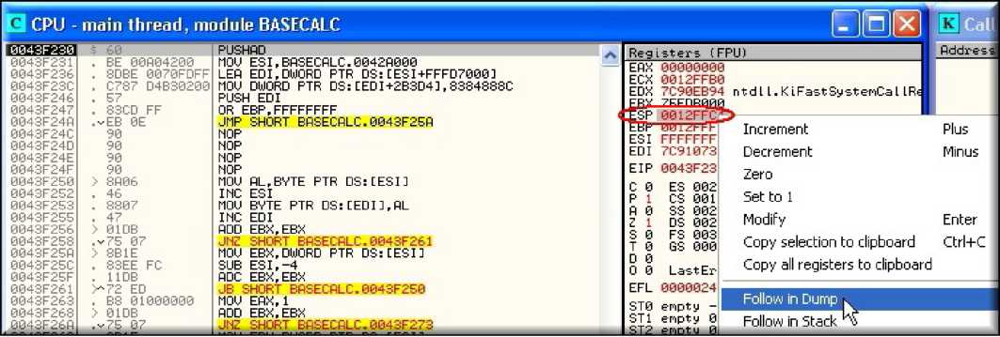 C CPU - main thread, module BASECALC
K Call
0043F230 $ 60 PUSHAD
0043F231 . BE 00A04200 MOV ESI,BASECALC.0042A000
0043F236 . 8DBE 0070FDFF LEA EDI,DWORD PTR DS:[ESI+FFFD7000]
0043F23C . C787 D4B30200 MOV DWORD PTR DS:[EDI+2B3D4],8384888C
0043F246 . 57 PUSH EDI
0043F247 . 83CD FF OR EBP,FFFFFFFF
0043F24A .vEB 0E JMP SHORT BASECALC.0043F25A
0043F24C 90 NOP
0043F24D 90 NOP
0043F24E 90 NOP
0043F24F 90 NOP
0043F250 > 8A06 MOV AL,BYTE PTR DS:[ESI]
0043F252 . 46 INC ESI
0043F253 . 8807 MOV BYTE PTR DS:[EDI],AL
0043F255 . 47 INC EDI
0043F256 > 01DB ADD EBX,EBX
0043F258 .v75 07 JNZ SHORT BASECALC.0043F261
0043F25A > 8B1E MOV EBX,DWORD PTR DS:[ESI]
0043F25C . 83EE FC SUB ESI,-4
0043F25F . 11DB ADC EBX,EBX
0043F261 >^72 ED JB SHORT BASECALC.0043F250
0043F263 . B8 01000000 MOV EAX,1
0043F268 > 01DB ADD EBX,EBX
0043F26A .v75 07 JNZ SHORT BASECALC.0043F273
Registers (FPU)
EAX 00000000
ECX 0012FFB0
EDX 7C90EB94 ntdll.KiFastSystemCallRe
EBX 7FFDB000
ESP 0012FFC
EBP 0012FFF
ESI FFFFFFF
EDI 7C91073
EIP 0043F23
C 0 ES 002
P 1 CS 001
A 0 SS 002
Z 1 DS 002
S 0 FS 003
T 0 GS 000
D 0
O 0 LastEr
EFL 0000024
ST0 empty -
ST1 empty 0
ST2 empty
Address
Increment Plus
Decrement Minus
Zero
Set to 1
Modify Enter
Copy selection to clipboard Ctrl+C
Copy all registers to clipboard
Follow in Dump
Follow in Stack